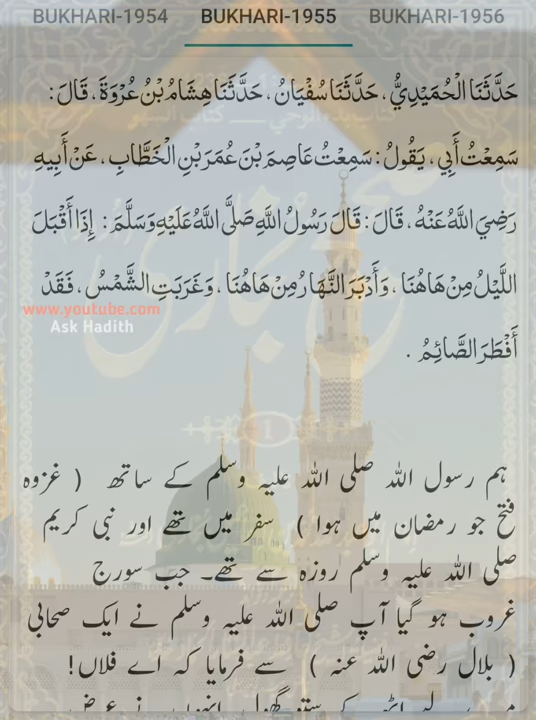 BUKHARI-1954 BUKHARI-1955 BUKHARI-1956
حَدَّثَنَا الْحُمَيْدِيُّ ، حَدَّثَنَا سُفْيَانُ ، حَدَّثَنَا هِشَامُ بْنُ عُرْوَةَ ، قَالَ :
سَمِعْتُ أَبِي ، يَقُولُ : سَمِعْتُ عَاصِمَ بْنَ عُمَرَ بْنِ الْخَطَّابِ ، عَنْ أَبِيهِ
رَضِيَ اللَّهُ عَنْهُ ، قَالَ : قَالَ رَسُولُ اللَّهِ صَلَّى اللَّهُ عَلَيْهِ وَسَلَّمَ : إِذَا أَقْبَلَ
اللَّيْلُ مِنْ هَاهُنَا ، وَأَدْبَرَ النَّهَارُ مِنْ هَاهُنَا ، وَغَرَبَتِ الشَّمْسُ ، فَقَدْ
www.youtube.com
Ask Hadith
أَفْطَرَ الصَّائِمُ .
1
ہم رسول اللہ صلی اللہ علیہ وسلم کے ساتھ ( غزوہ
فتح جو رمضان میں ہوا ) سفر میں تھے اور نبی کریم
صلی اللہ علیہ وسلم روزہ سے تھے۔ جب سورج
غروب ہو گیا آپ صلی اللہ علیہ وسلم نے ایک صحابی
( بلال رضی اللہ عنہ ) سے فرمایا کہ اے فلاں!